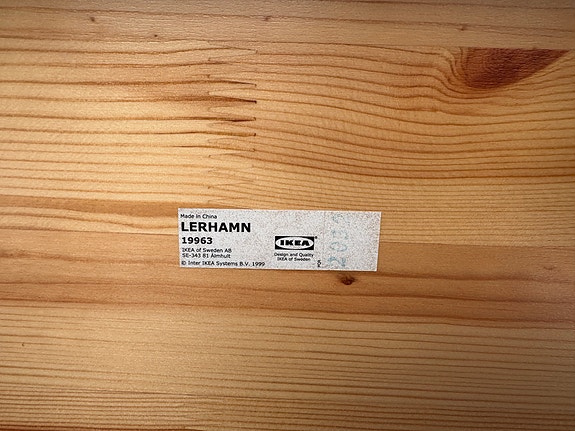 Made in China
LERHAMN
19963
IKEA of Sweden AB
SE-343 81 Älmhult
© Inter IKEA Systems B.V. 1999
IKEA
Design and Quality
IKEA of Sweden